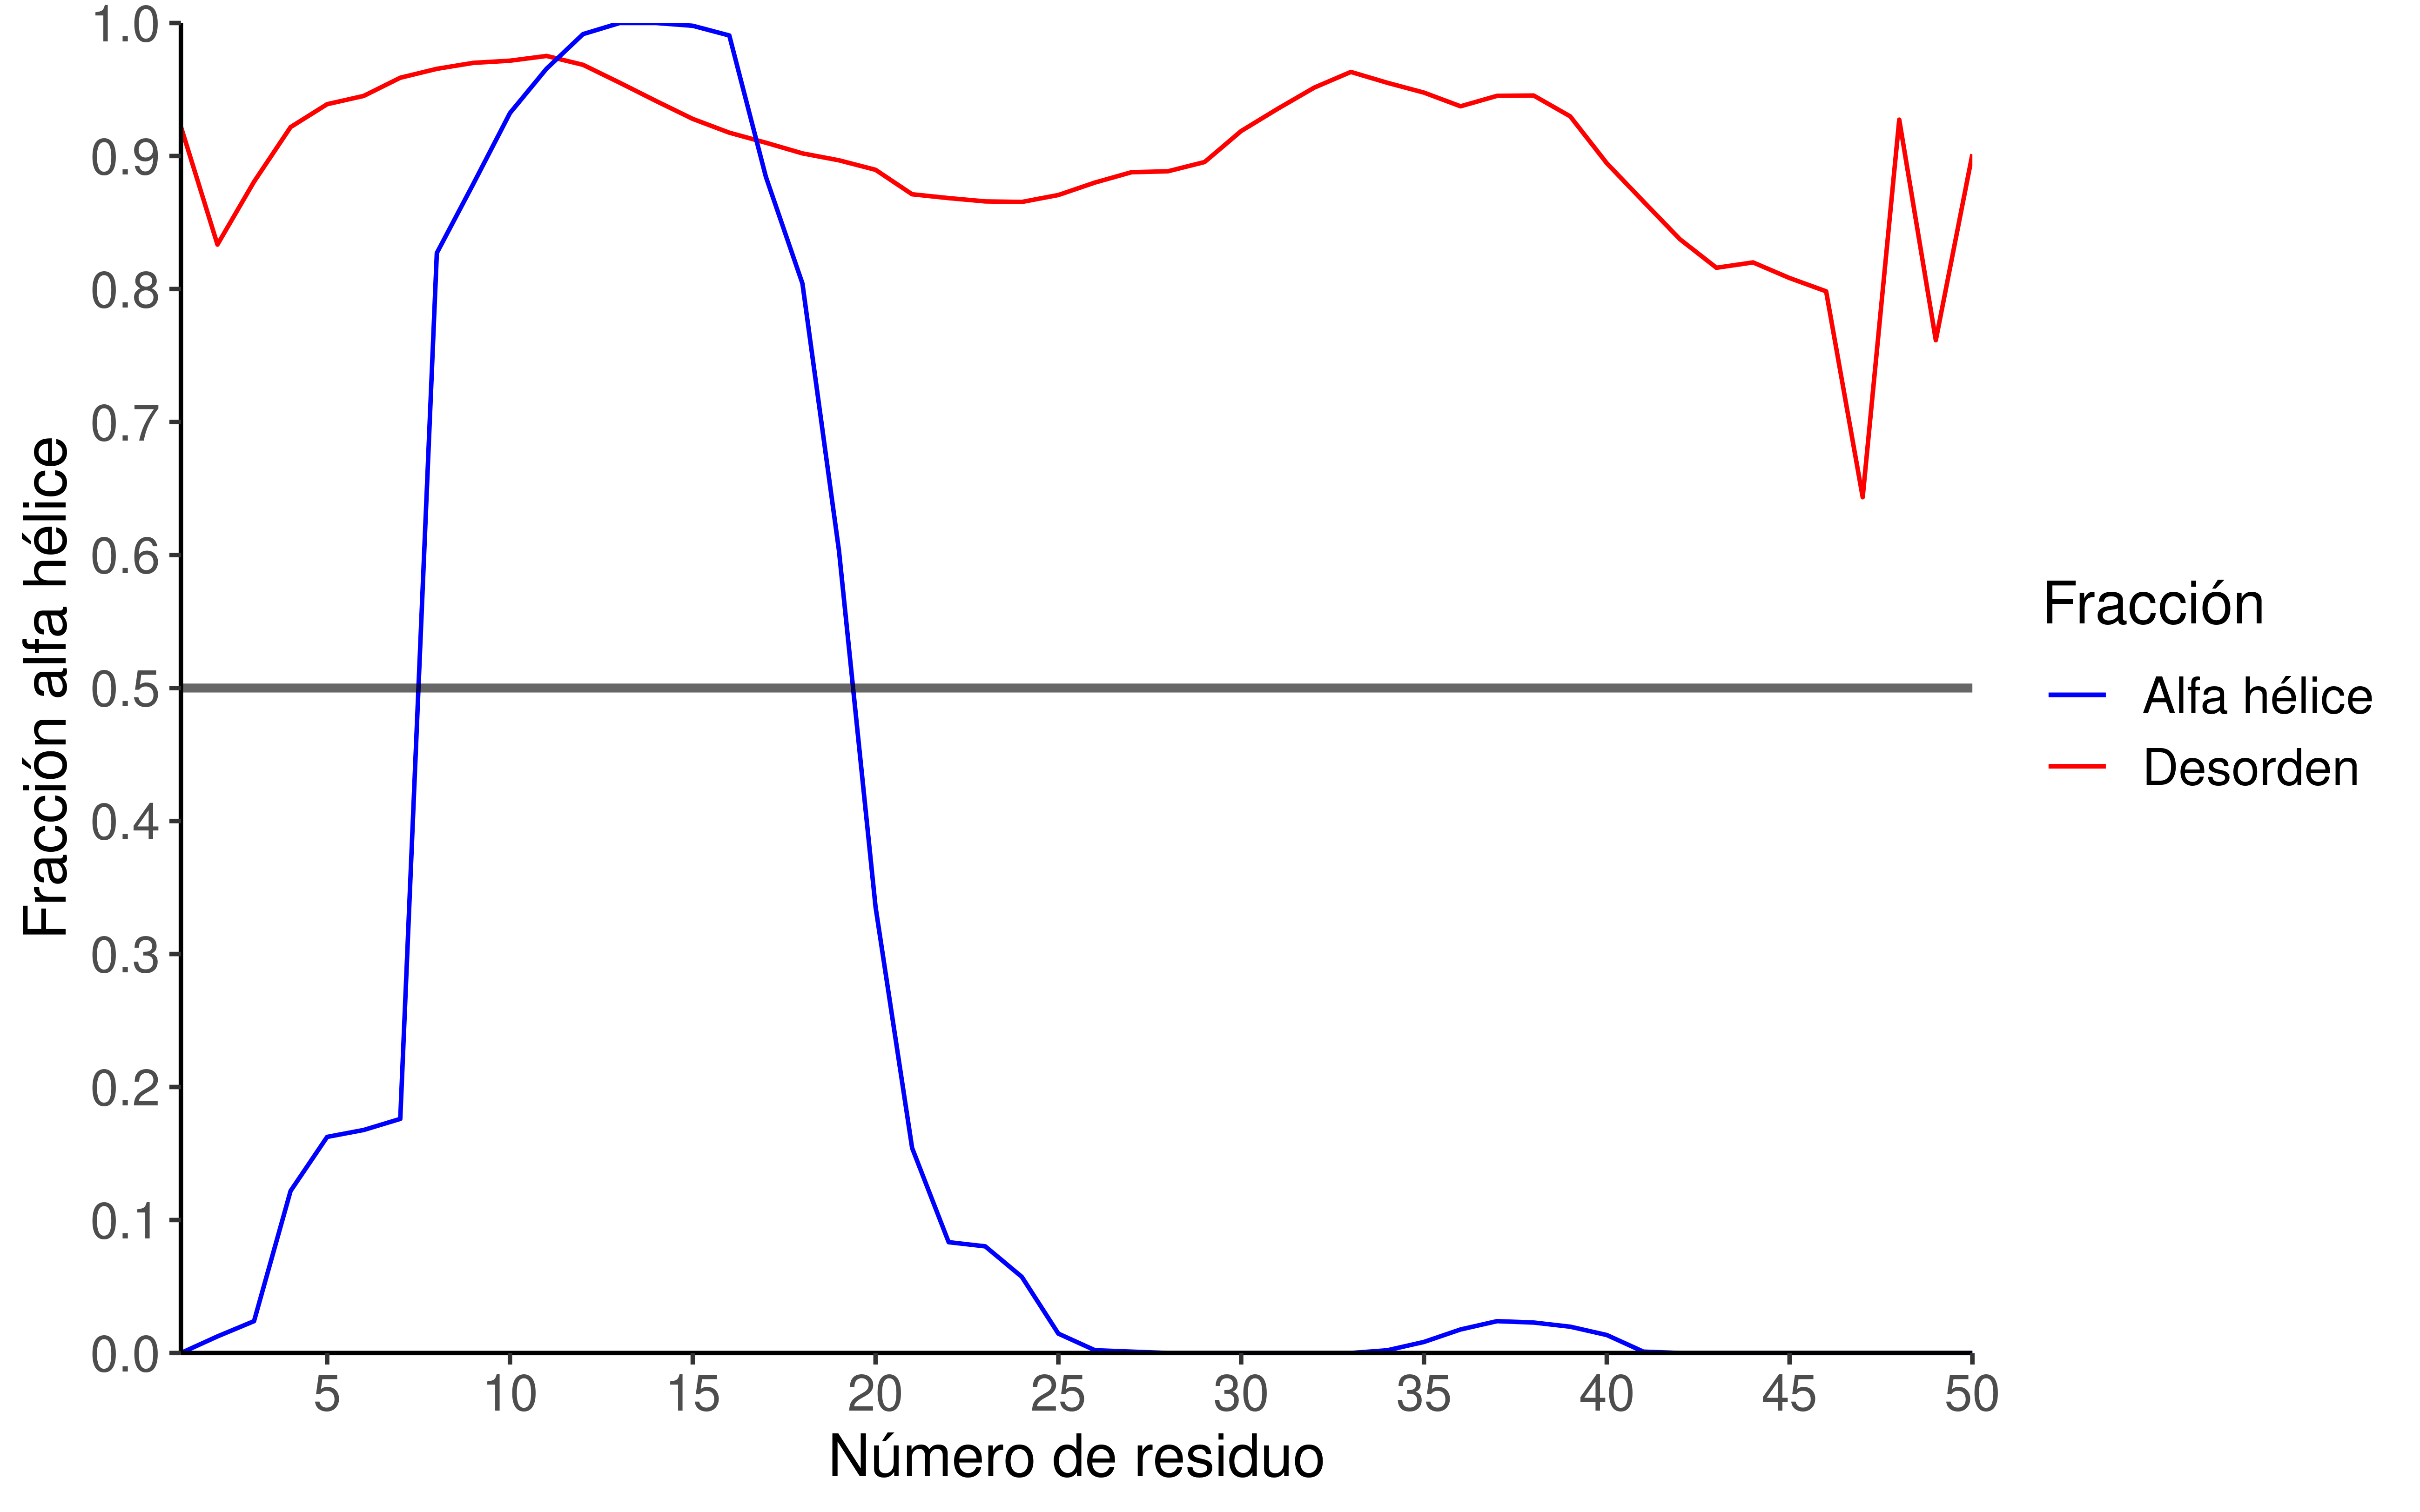 Fracción alfa hélice
1.0
0.9
0.8
0.7
0.6
0.5
0.4
0.3
0.2
0.1
0.0
5 10 15 20 25 30 35 40 45 50
Número de residuo
Fracción
Alfa hélice
Desorden